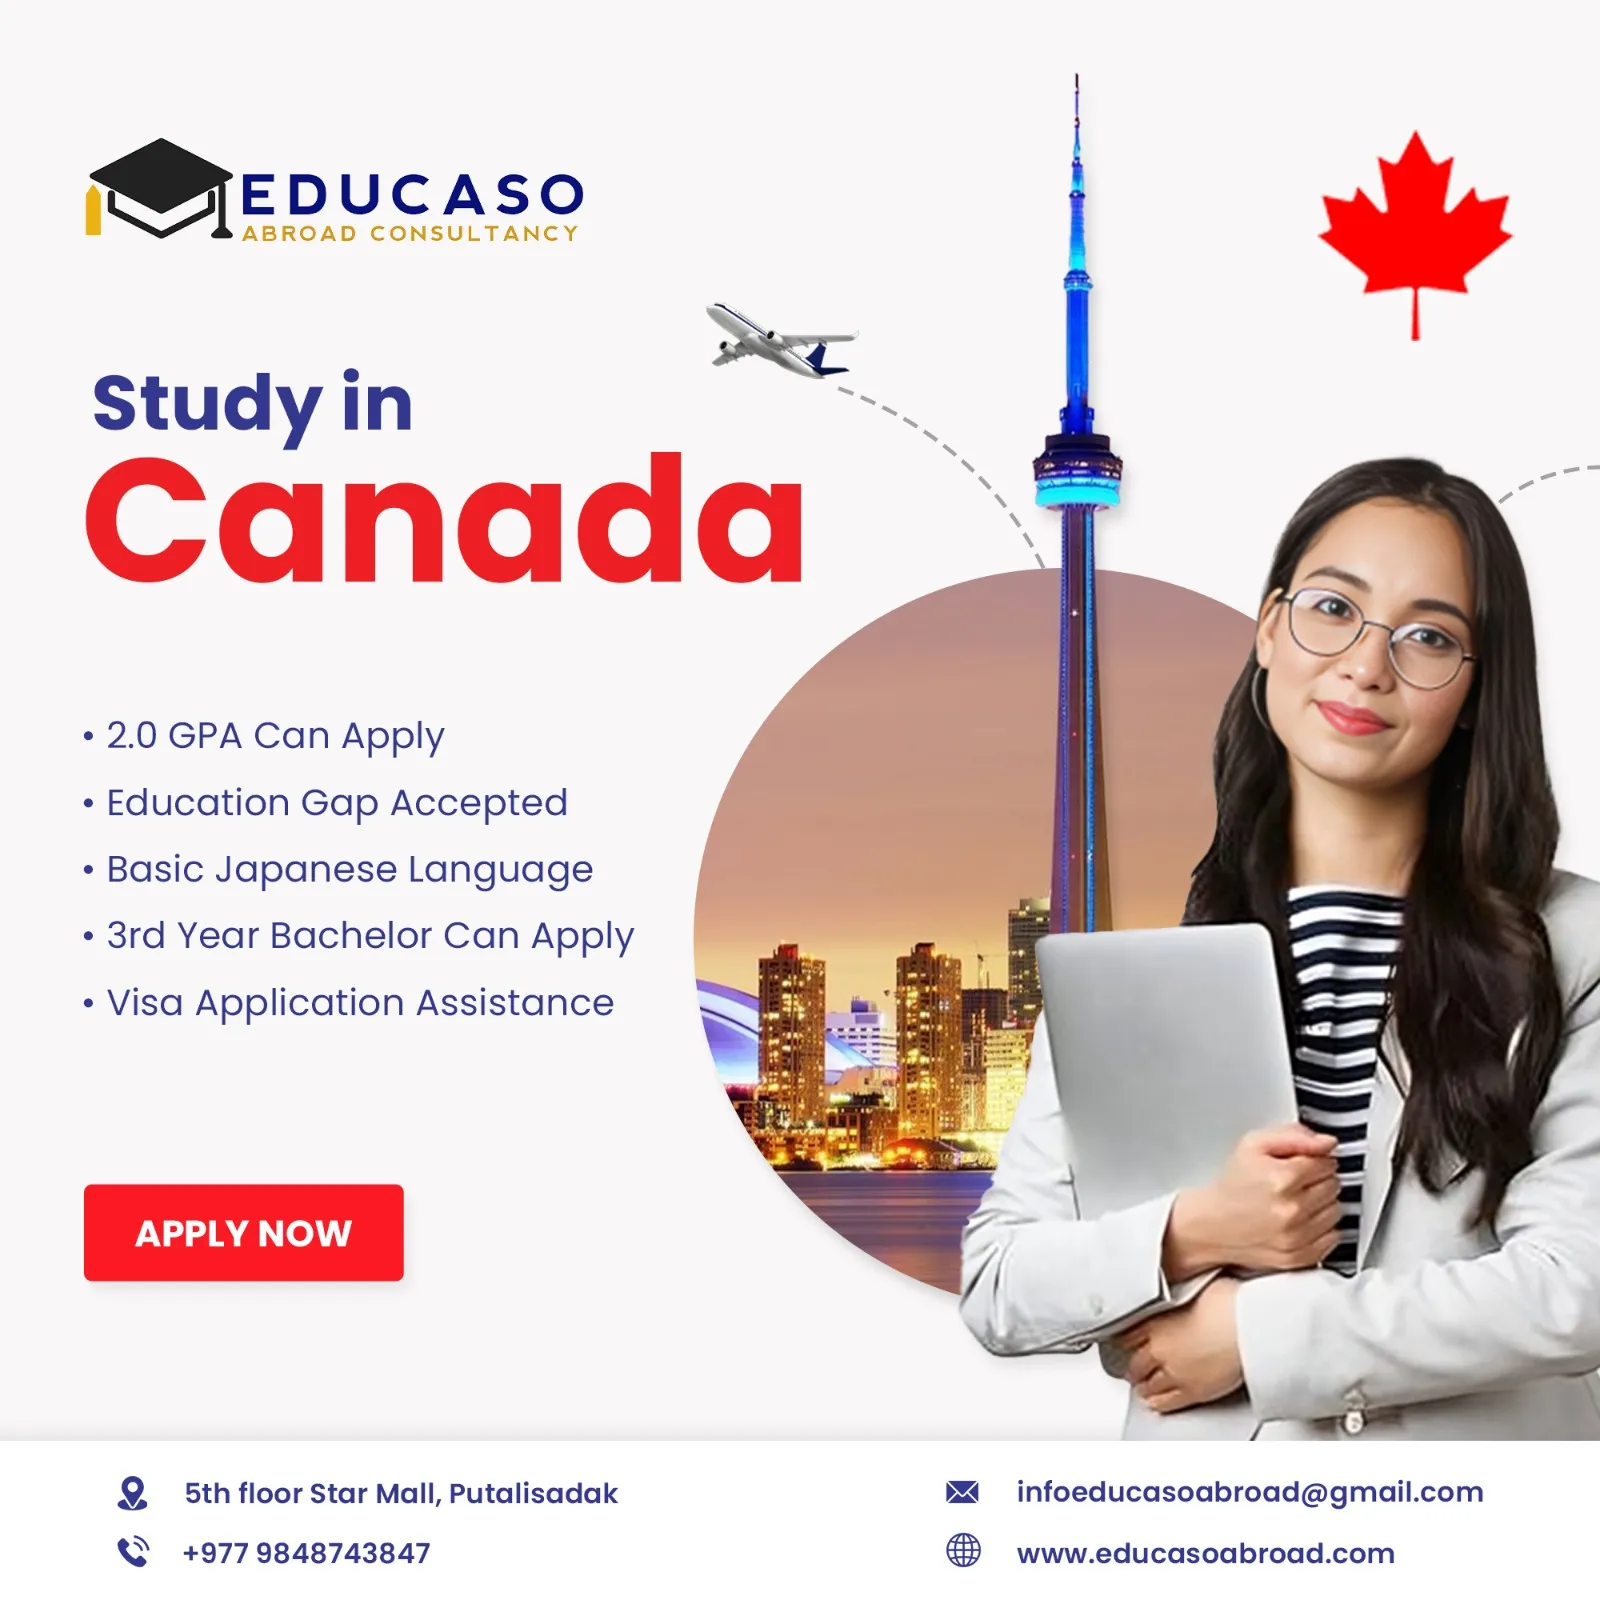 EDUCASO
ABROAD CONSULTANCY
Study in
Canada
• 2.0 GPA Can Apply
• Education Gap Accepted
• Basic Japanese Language
• 3rd Year Bachelor Can Apply
• Visa Application Assistance
APPLY NOW
5th floor Star Mall, Putalisadak
+977 9848743847
infoeducasoabroad@gmail.com
www.educasoabroad.com